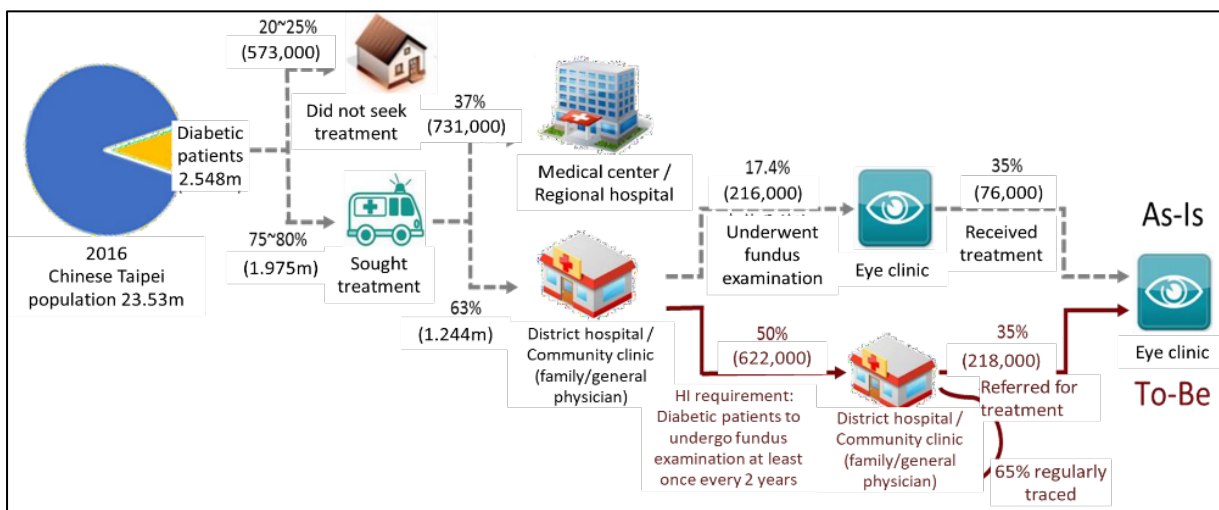 20~25%
(573,000)
Did not seek
treatment
Diabetic
patients
2.548m
2016
Chinese Taipei
population 23.53m
75~80%
(1.975m)
Sought
treatment
37%
(731,000)
Medical center /
Regional hospital
63%
(1.244m)
District hospital /
Community clinic
(family/general
physician)
17.4%
(216,000)
Underwent
fundus
examination
Eye clinic
35%
(76,000)
Received
treatment
As-Is
Eye clinic
To-Be
50%
(622,000)
HI requirement:
Diabetic patients to
undergo fundus
examination at least
once every 2 years
District hospital /
Community clinic
(family/general
physician)
35%
(218,000)
Referred for
treatment
65% regularly
traced